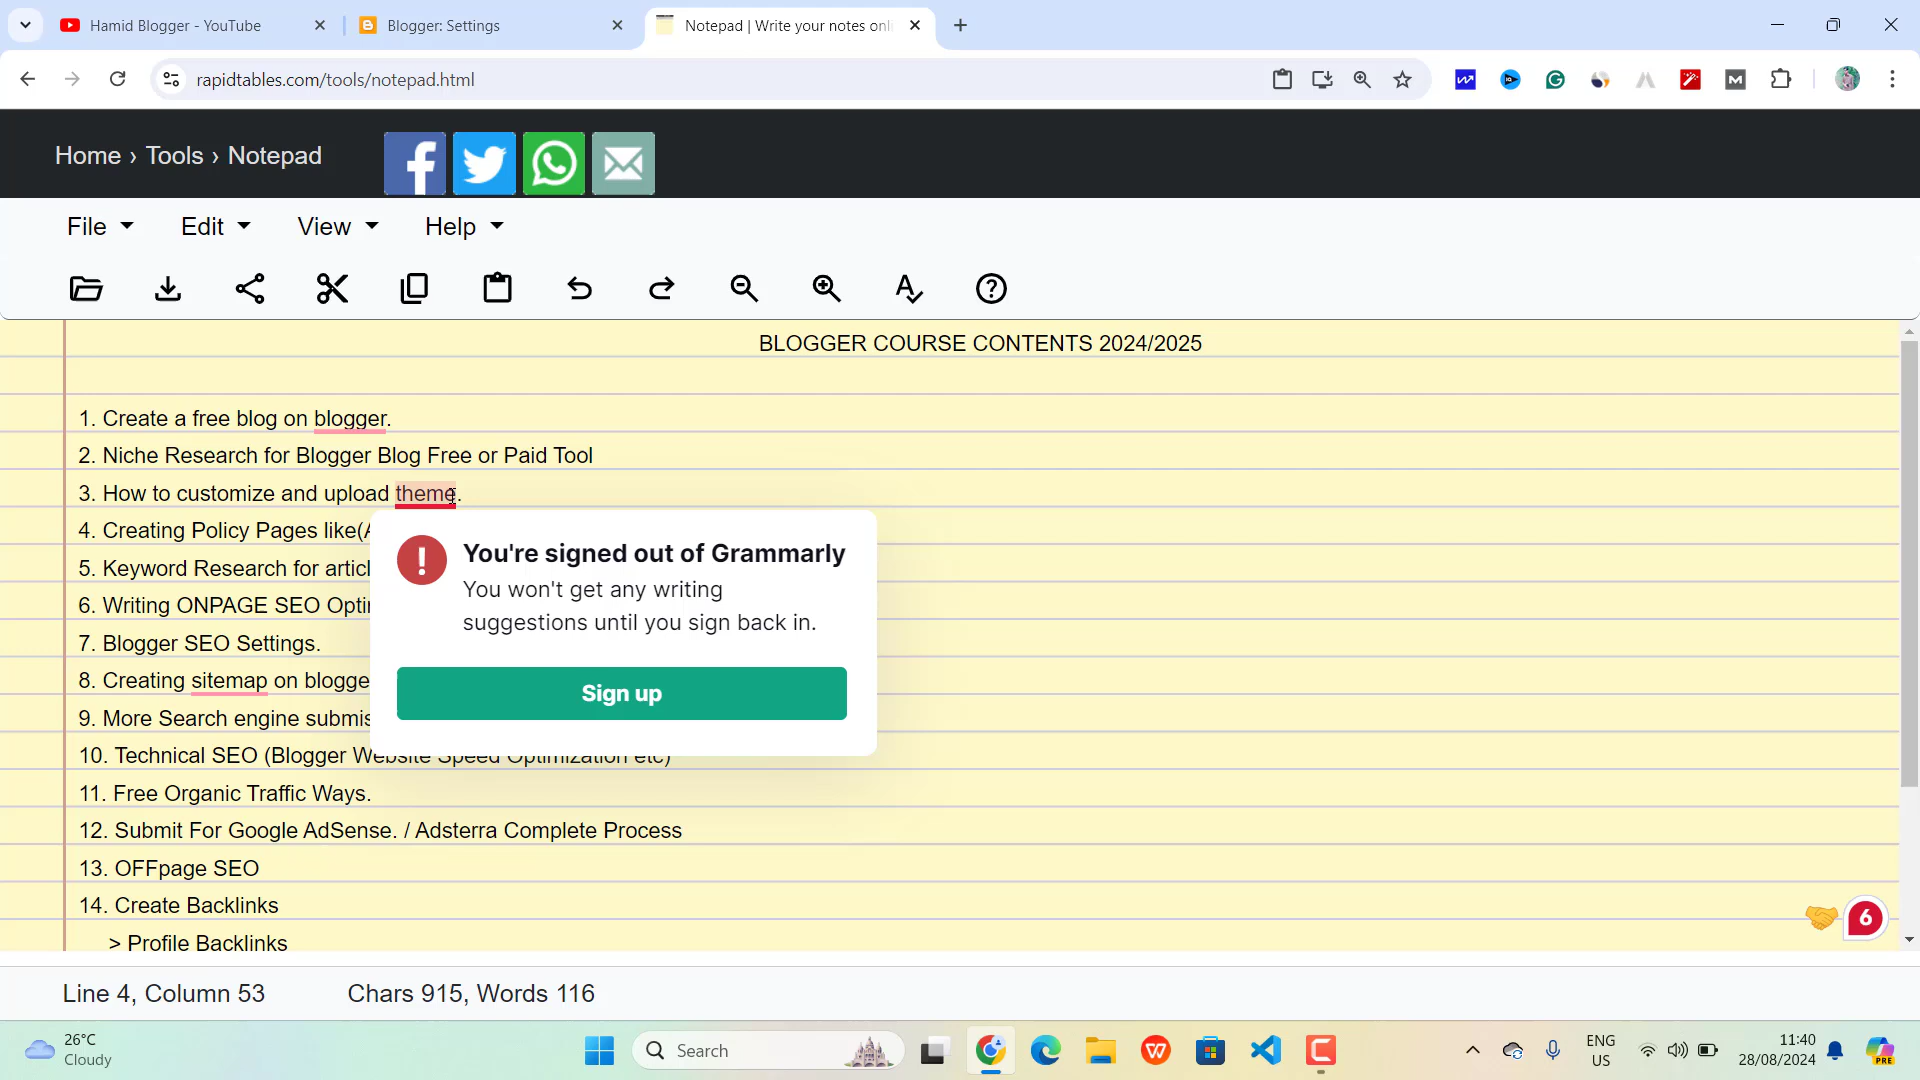 Hamid Blogger - YouTube
Blogger: Settings
Notepad | Write your notes onl
rapidtables.com/tools/notepad.html
Home › Tools › Notepad
File Edit View Help
BLOGGER COURSE CONTENTS 2024/2025
1. Create a free blog on blogger.
2. Niche Research for Blogger Blog Free or Paid Tool
3. How to customize and upload theme.
4. Creating Policy Pages like(A
5. Keyword Research for articl
6. Writing ONPAGE SEO Opti
7. Blogger SEO Settings.
8. Creating sitemap on blogge
9. More Search engine submis
10. Technical SEO (Blogger Website Speed Optimization etc)
11. Free Organic Traffic Ways.
12. Submit For Google AdSense. / Adsterra Complete Process
13. OFFpage SEO
14. Create Backlinks
> Profile Backlinks
You're signed out of Grammarly
You won't get any writing
suggestions until you sign back in.
Sign up
6
Line 4, Column 53 Chars 915, Words 116
26°C
Cloudy
Search
ENG
US
11:40
28/08/2024
PRE